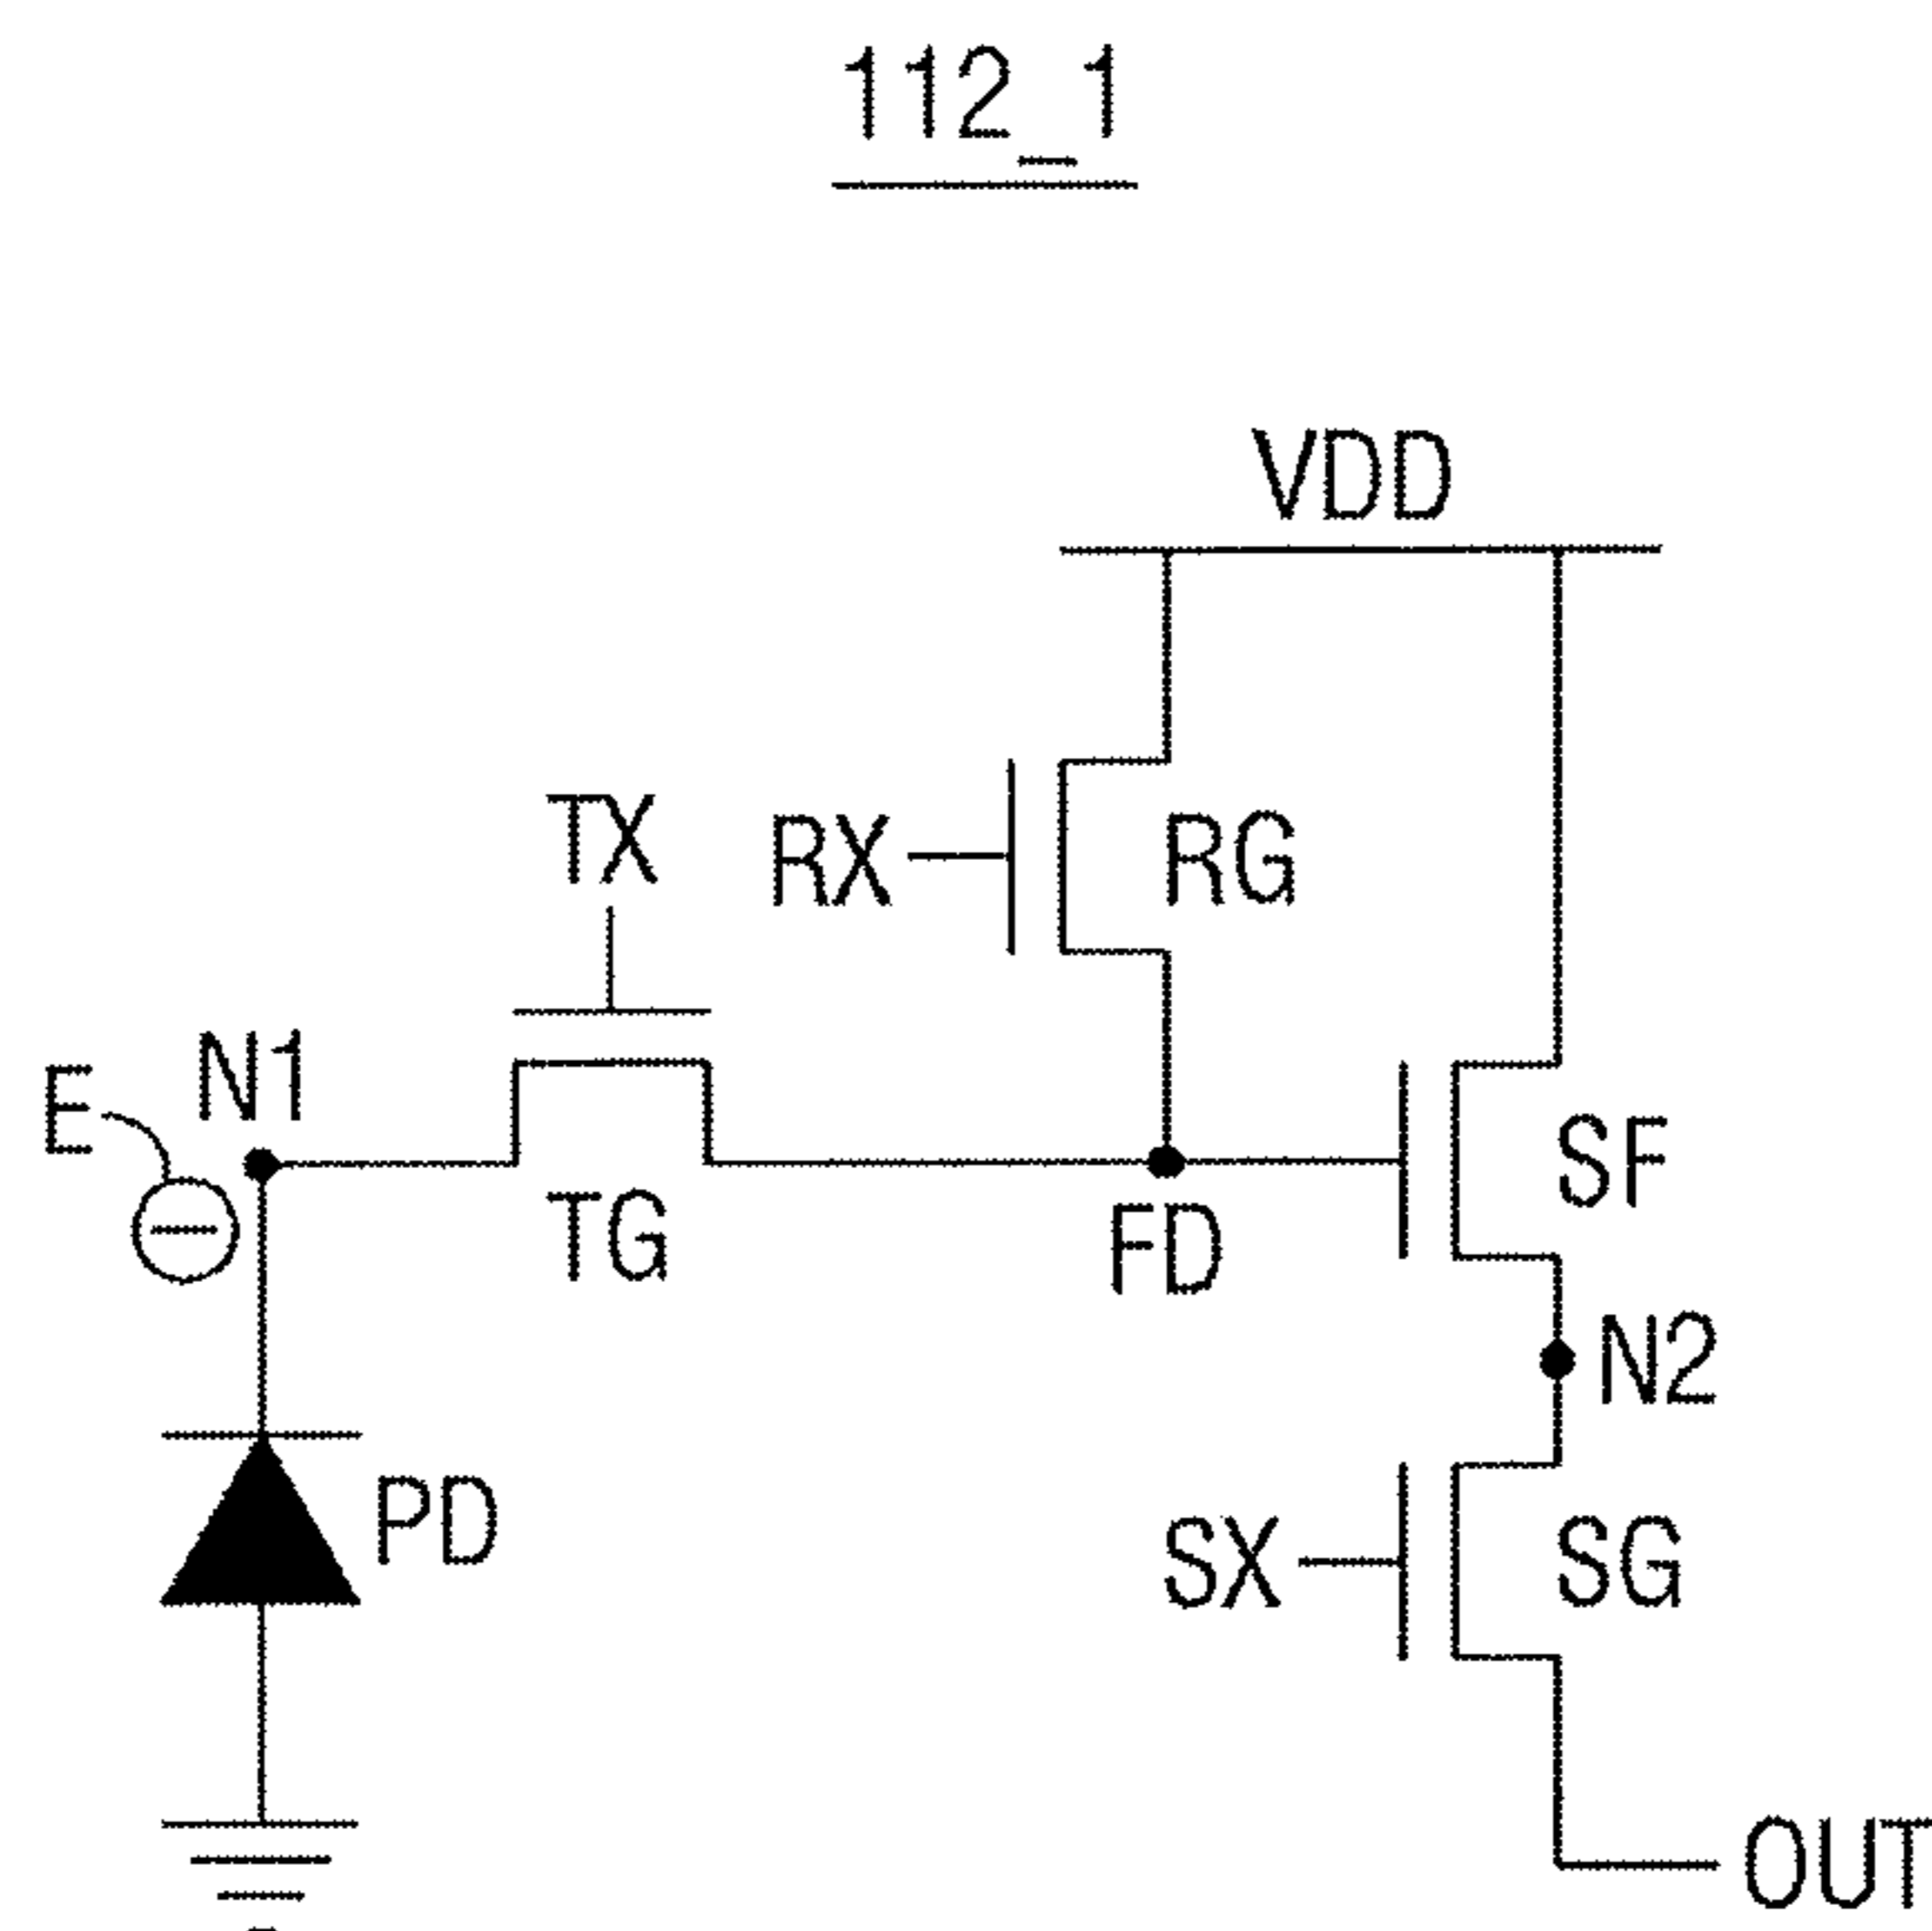 112_1
VDD
TX
RX
RG
N1
E
TG
FD
SF
N2
PD
SX
SG
OUT